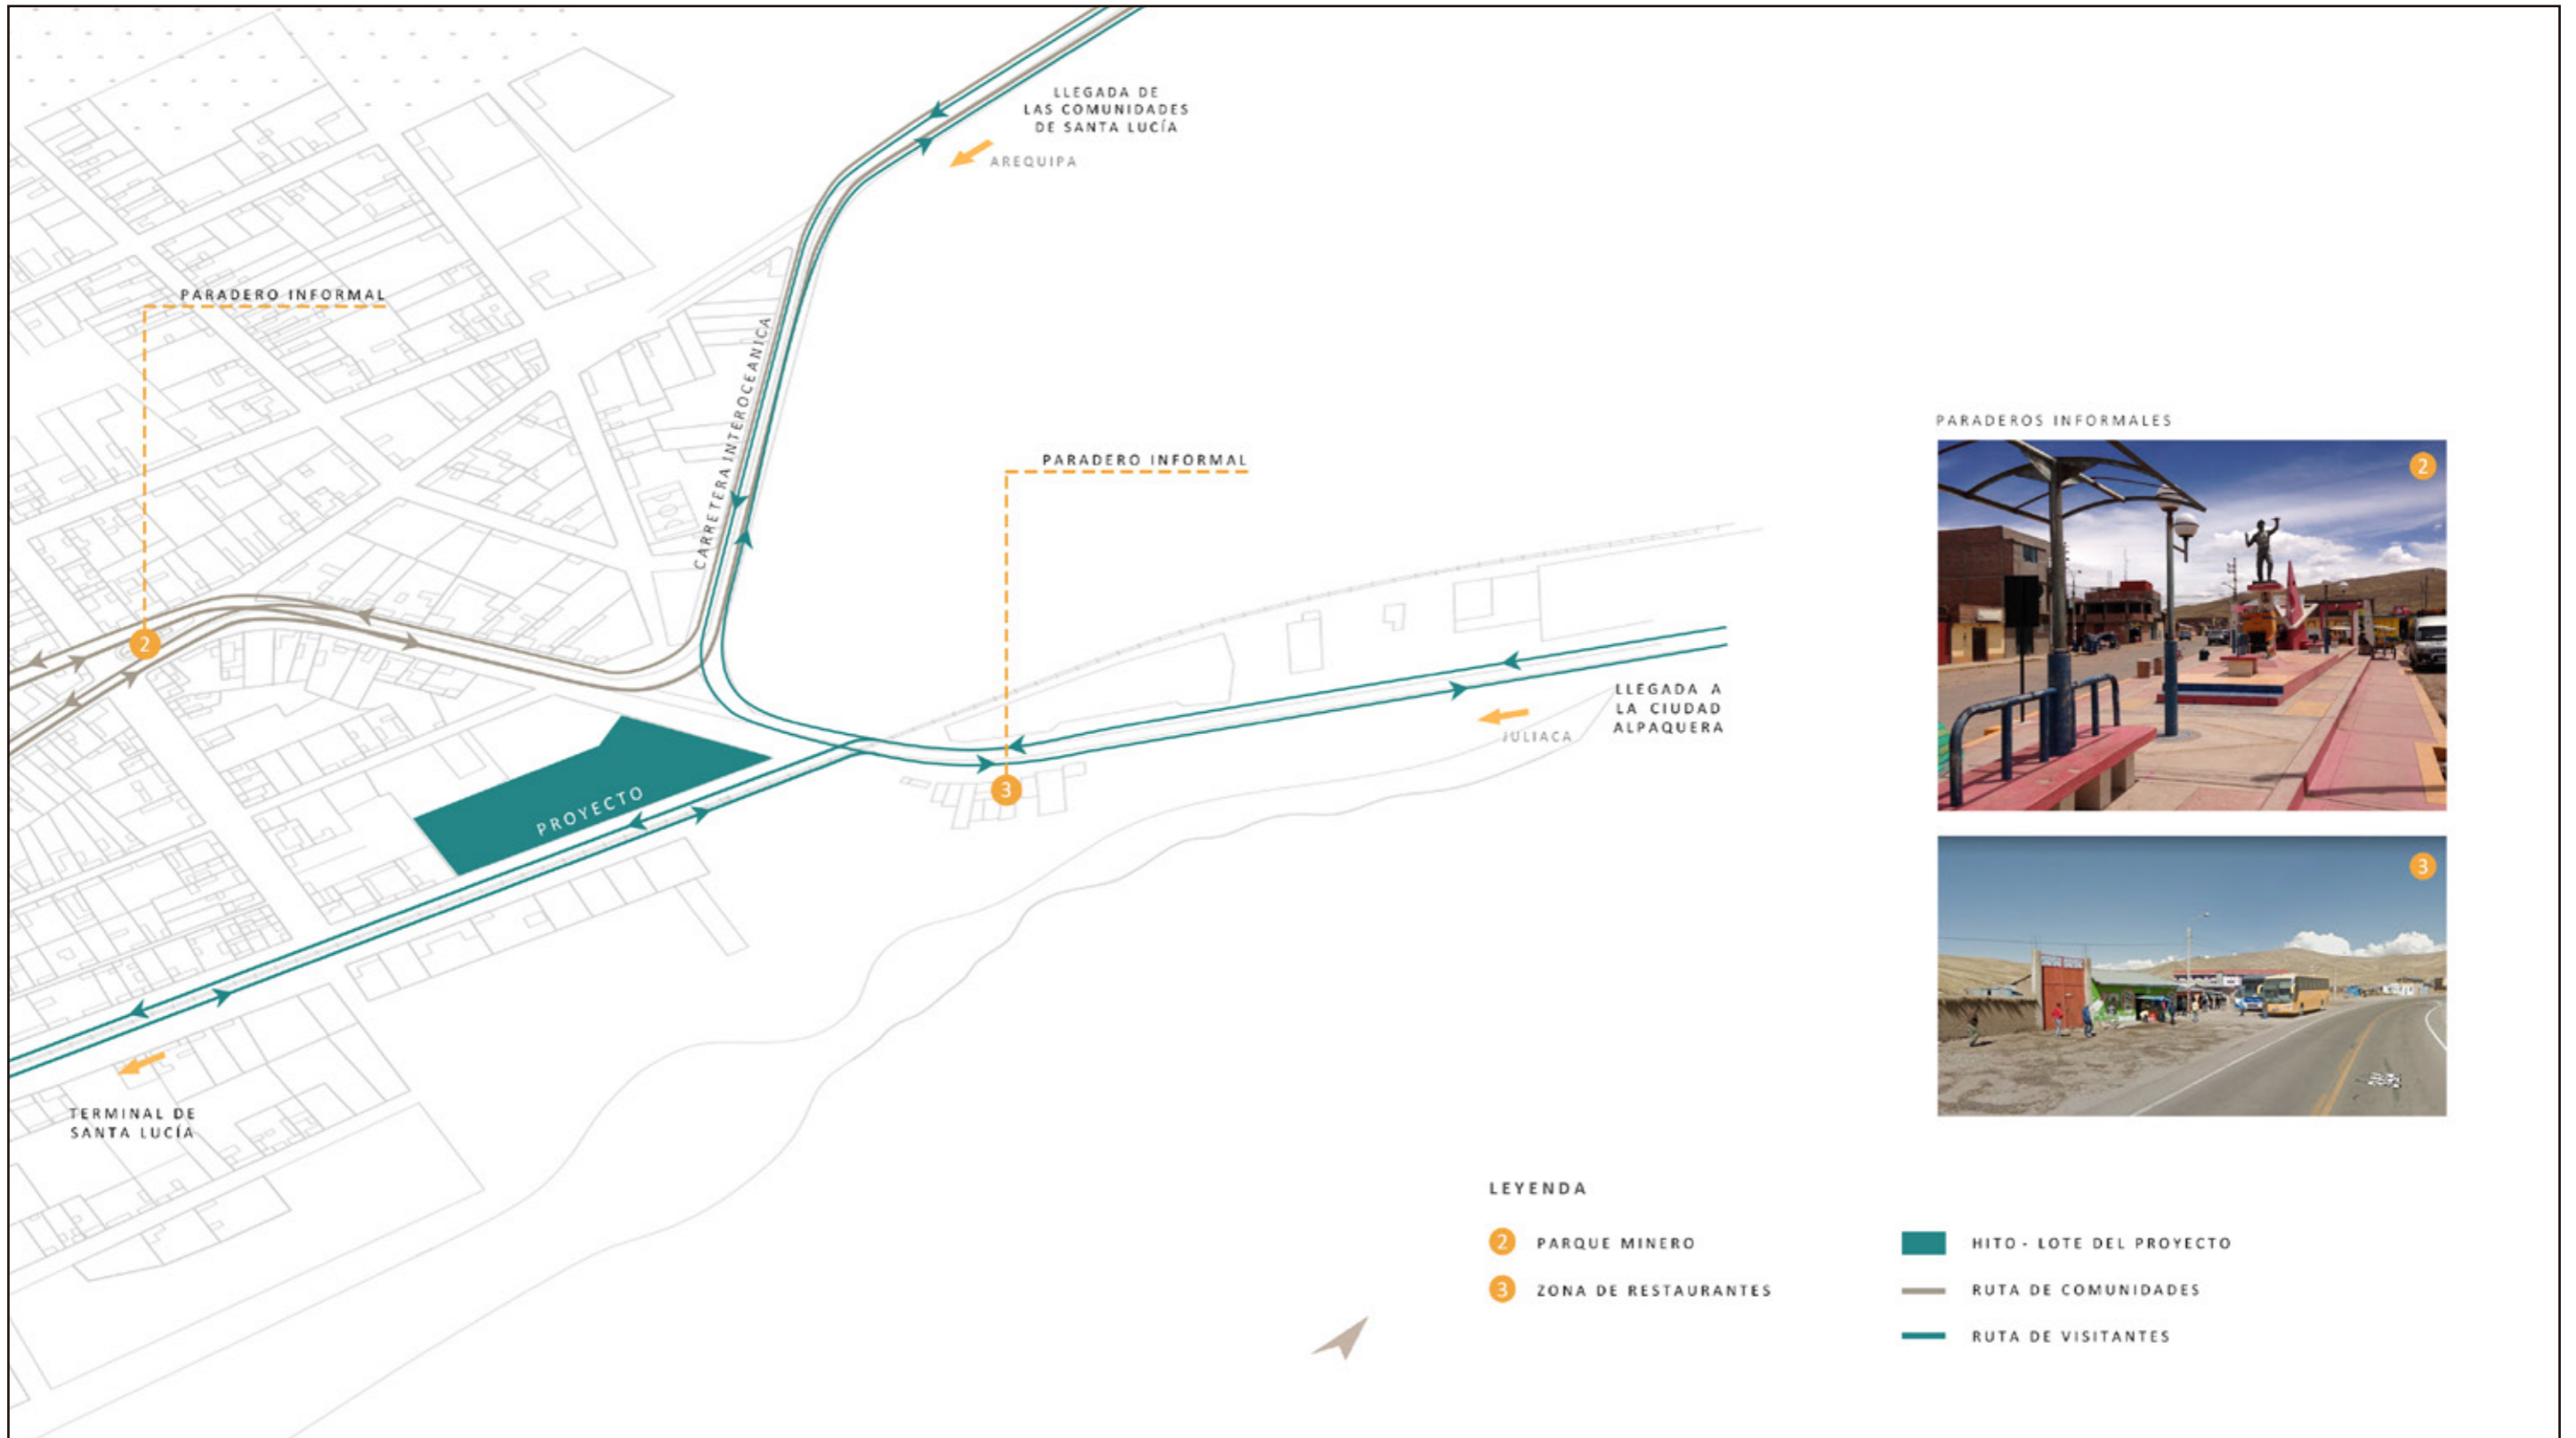 LLEGADA DE
LAS COMUNIDADES
DE SANTA LUCÍA
AREQUIPA
PARADERO INFORMAL
CARRETERA INTEROCEANICA
PARADERO INFORMAL
2
3
PROYECTO
LLEGADA A
LA CIUDAD
ALPAQUERA
JULIACA
TERMINAL DE
SANTA LUCÍA
PARADEROS INFORMALES
2
3
LEYENDA
2 PARQUE MINERO
3 ZONA DE RESTAURANTES
HITO - LOTE DEL PROYECTO
RUTA DE COMUNIDADES
RUTA DE VISITANTES